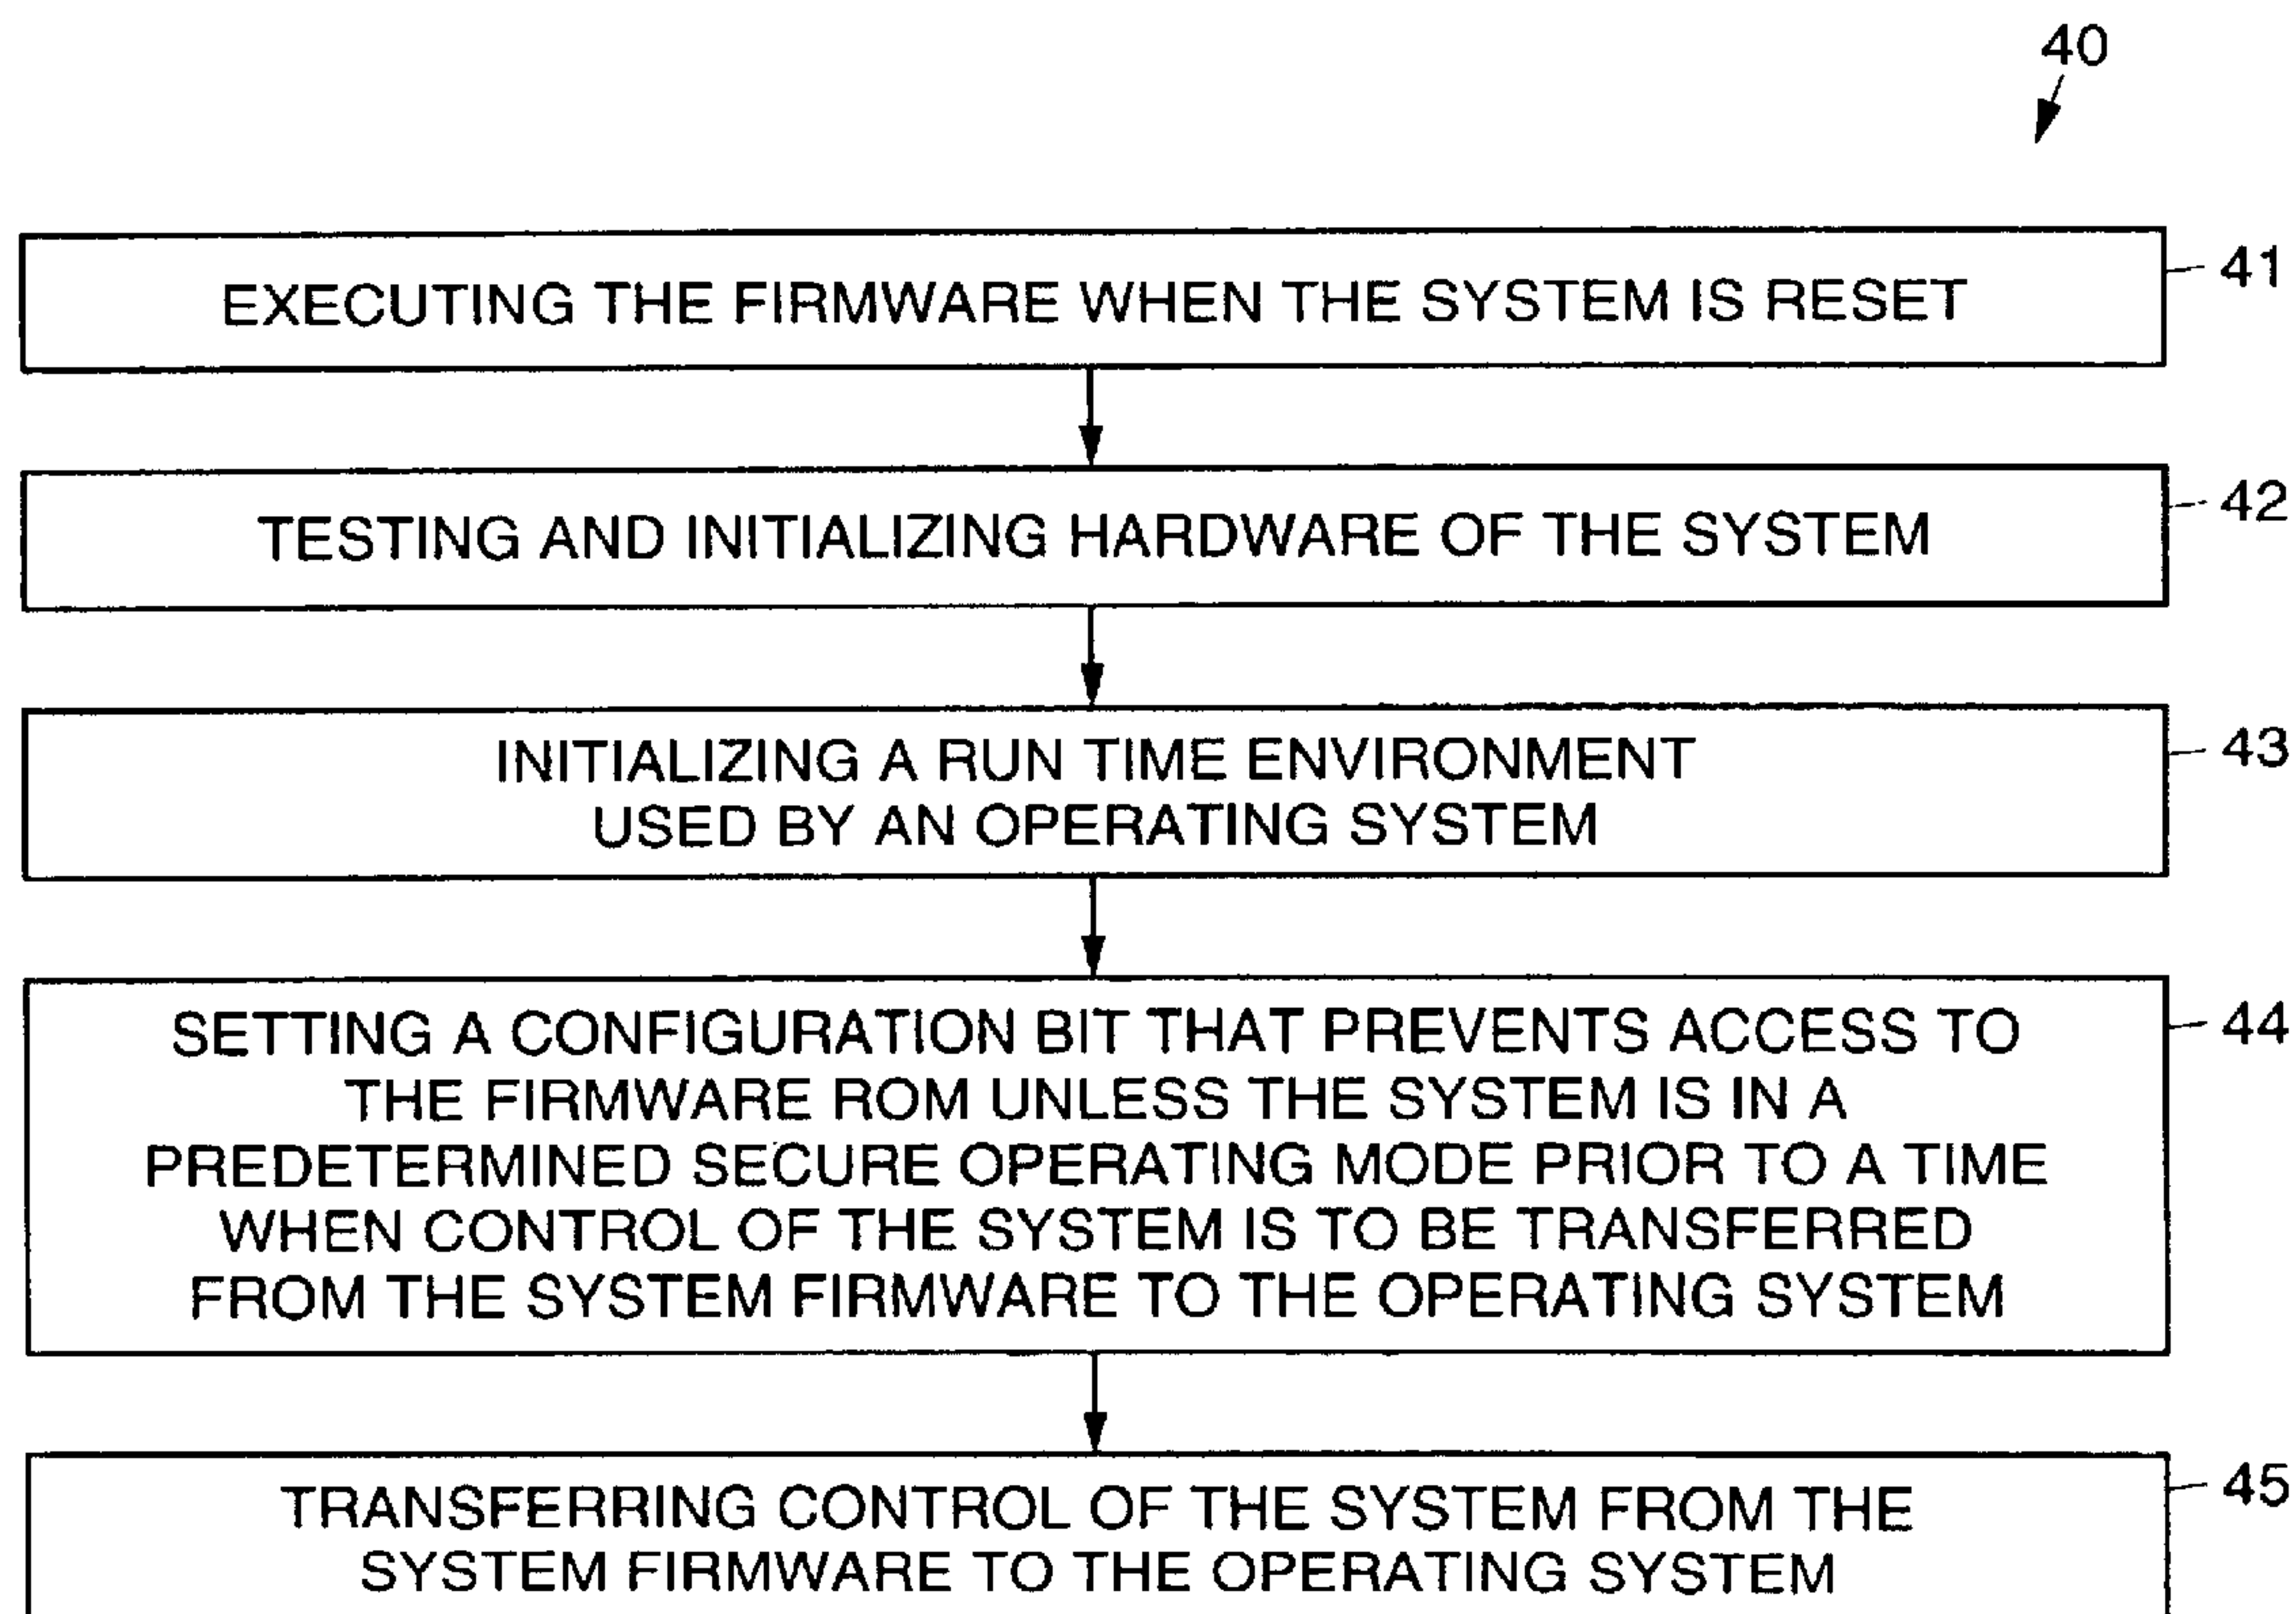 40
EXECUTING THE FIRMWARE WHEN THE SYSTEM IS RESET
41
TESTING AND INITIALIZING HARDWARE OF THE SYSTEM
42
INITIALIZING A RUN TIME ENVIRONMENT
USED BY AN OPERATING SYSTEM
43
SETTING A CONFIGURATION BIT THAT PREVENTS ACCESS TO
THE FIRMWARE ROM UNLESS THE SYSTEM IS IN A
PREDETERMINED SECURE OPERATING MODE PRIOR TO A TIME
WHEN CONTROL OF THE SYSTEM IS TO BE TRANSFERRED
FROM THE SYSTEM FIRMWARE TO THE OPERATING SYSTEM
44
TRANSFERRING CONTROL OF THE SYSTEM FROM THE
SYSTEM FIRMWARE TO THE OPERATING SYSTEM
45